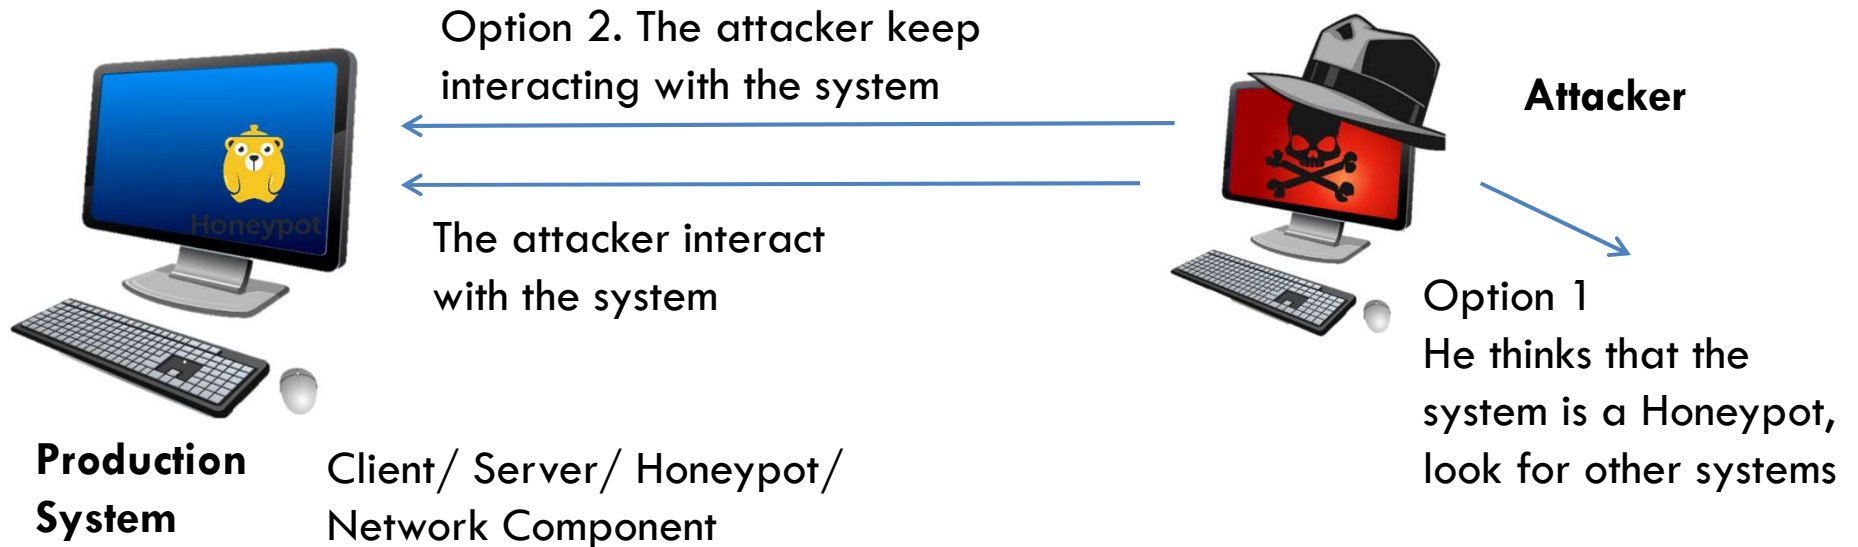 Option 2. The attacker keep
interacting with the system
Attacker
Honeypot
The attacker interact
with the system
Option 1
He thinks that the
system is a Honeypot,
look for other systems
Production
System
Client/ Server/ Honeypot/
Network Component